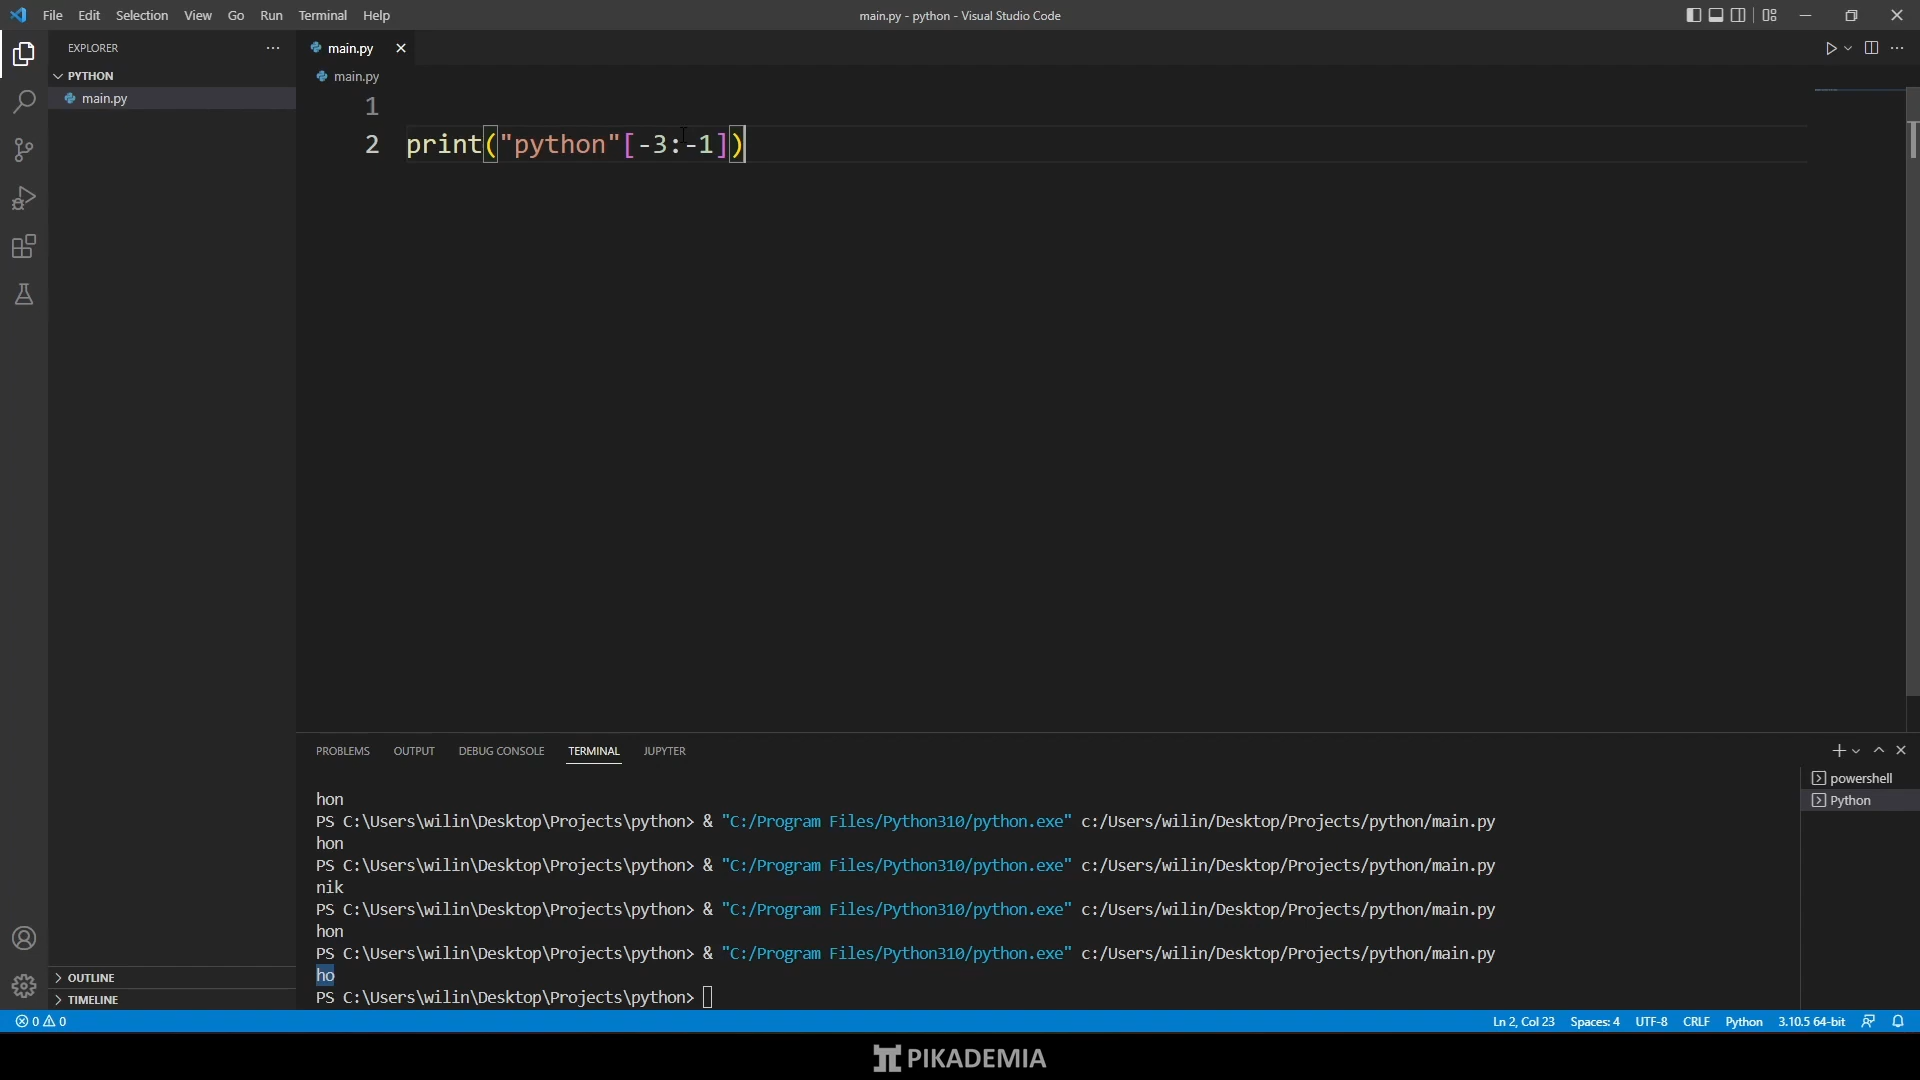 File Edit Selection View Go Run Terminal Help main.py - python - Visual Studio Code
EXPLORER
main.py
PYTHON
main.py
main.py
1
2 print("python"[-3:-1])
PROBLEMS OUTPUT DEBUG CONSOLE TERMINAL JUPYTER
powershell
Python
hon
PS C:\Users\wilin\Desktop\Projects\python> & "C:/Program Files/Python310/python.exe" c:/Users/wilin/Desktop/Projects/python/main.py
hon
PS C:\Users\wilin\Desktop\Projects\python> & "C:/Program Files/Python310/python.exe" c:/Users/wilin/Desktop/Projects/python/main.py
nik
PS C:\Users\wilin\Desktop\Projects\python> & "C:/Program Files/Python310/python.exe" c:/Users/wilin/Desktop/Projects/python/main.py
hon
PS C:\Users\wilin\Desktop\Projects\python> & "C:/Program Files/Python310/python.exe" c:/Users/wilin/Desktop/Projects/python/main.py
ho
PS C:\Users\wilin\Desktop\Projects\python>
OUTLINE
TIMELINE
0 0 Ln 2, Col 23 Spaces: 4 UTF-8 CRLF Python 3.10.5 64-bit
PIKADEMIA